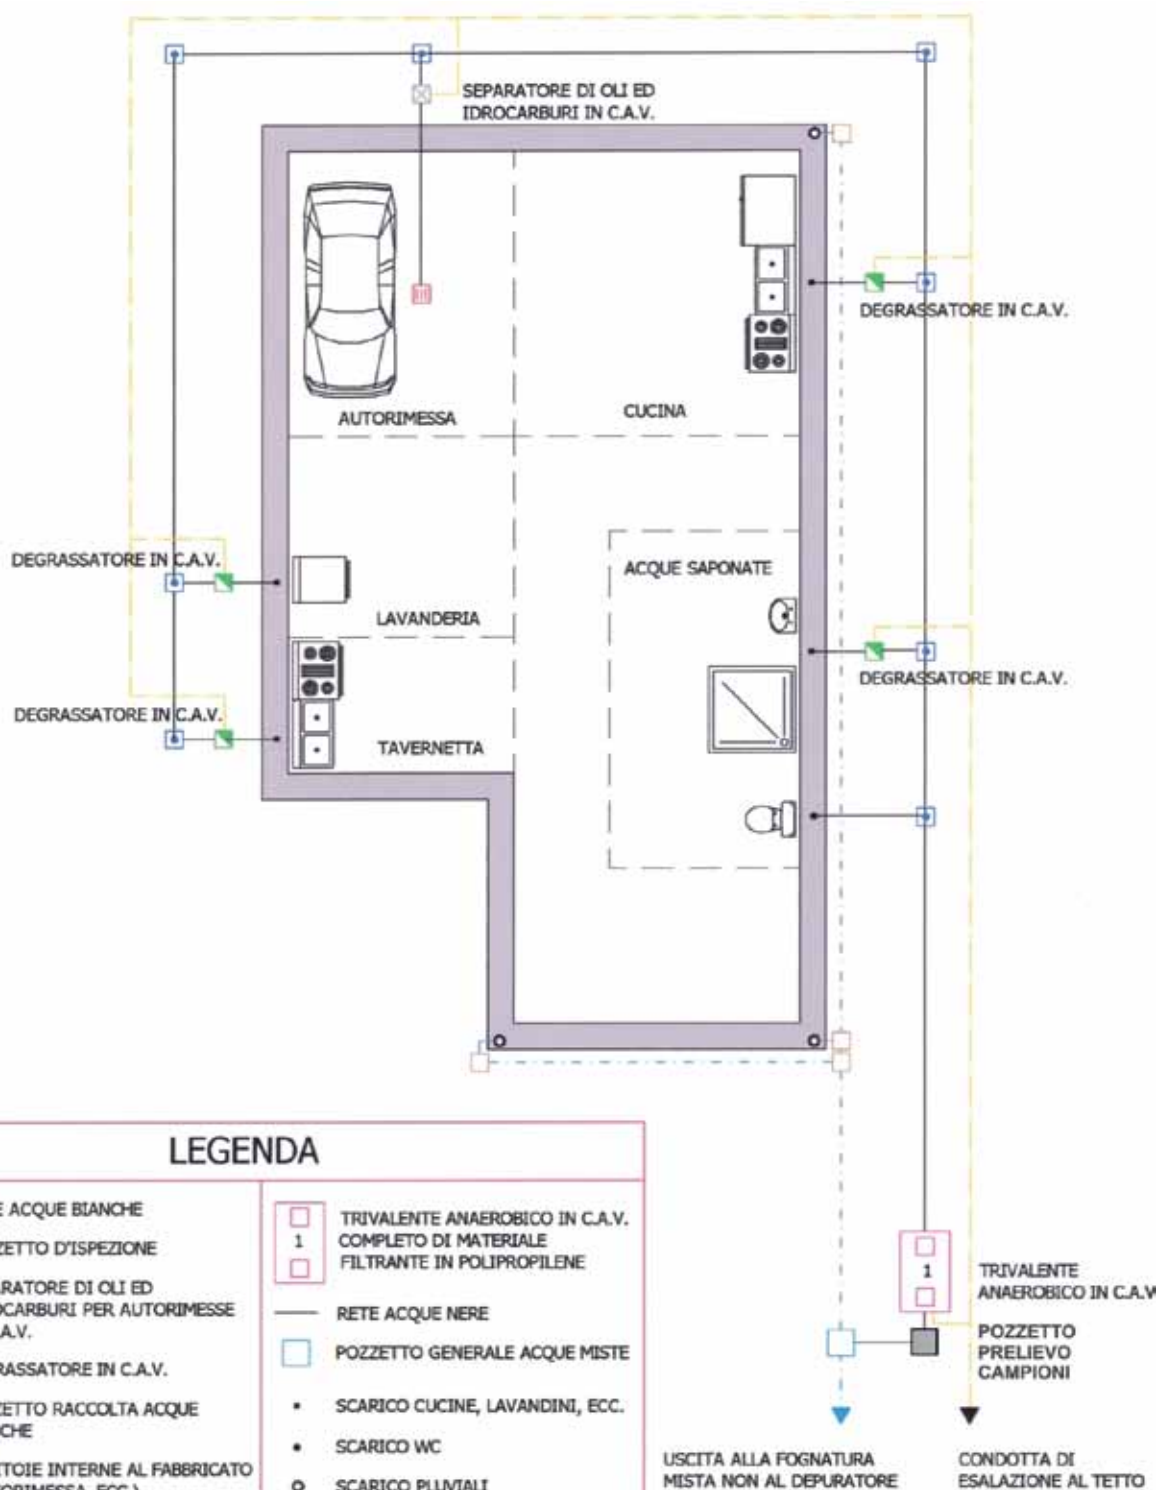 SEPARATORE DI OLI ED
IDROCARBURI IN C.A.V.
DEGRASSATORE IN C.A.V.
AUTORIMESSA
CUCINA
DEGRASSATORE IN C.A.V.
ACQUE SAPONATE
LAVANDERIA
DEGRASSATORE IN C.A.V.
DEGRASSATORE IN C.A.V.
TAVERNETTA
LEGENDA
ACQUE BIANCHE
ZETTO D'ISPEZIONE
ARATORE DI OLI ED
OCARBURI PER AUTORIMESSE
.A.V.
RASSATORE IN C.A.V.
ZETTO RACCOLTA ACQUE
CHE
TOIE INTERNE AL FABBRICATO
TRIVALENTE ANAEROBICO IN C.A.V.
1 COMPLETO DI MATERIALE
FILTRANTE IN POLIPROPILENE
RETE ACQUE NERE
POZZETTO GENERALE ACQUE MISTE
SCARICO CUCINE, LAVANDINI, ECC.
SCARICO WC
SCARICO PLUVIALI
1
TRIVALENTE
ANAEROBICO IN C.A.V
POZZETTO
PRELIEVO
CAMPIONI
USCITA ALLA FOGNATURA
MISTA NON AL DEPURATORE
CONDOTTA DI
ESALAZIONE AL TETTO